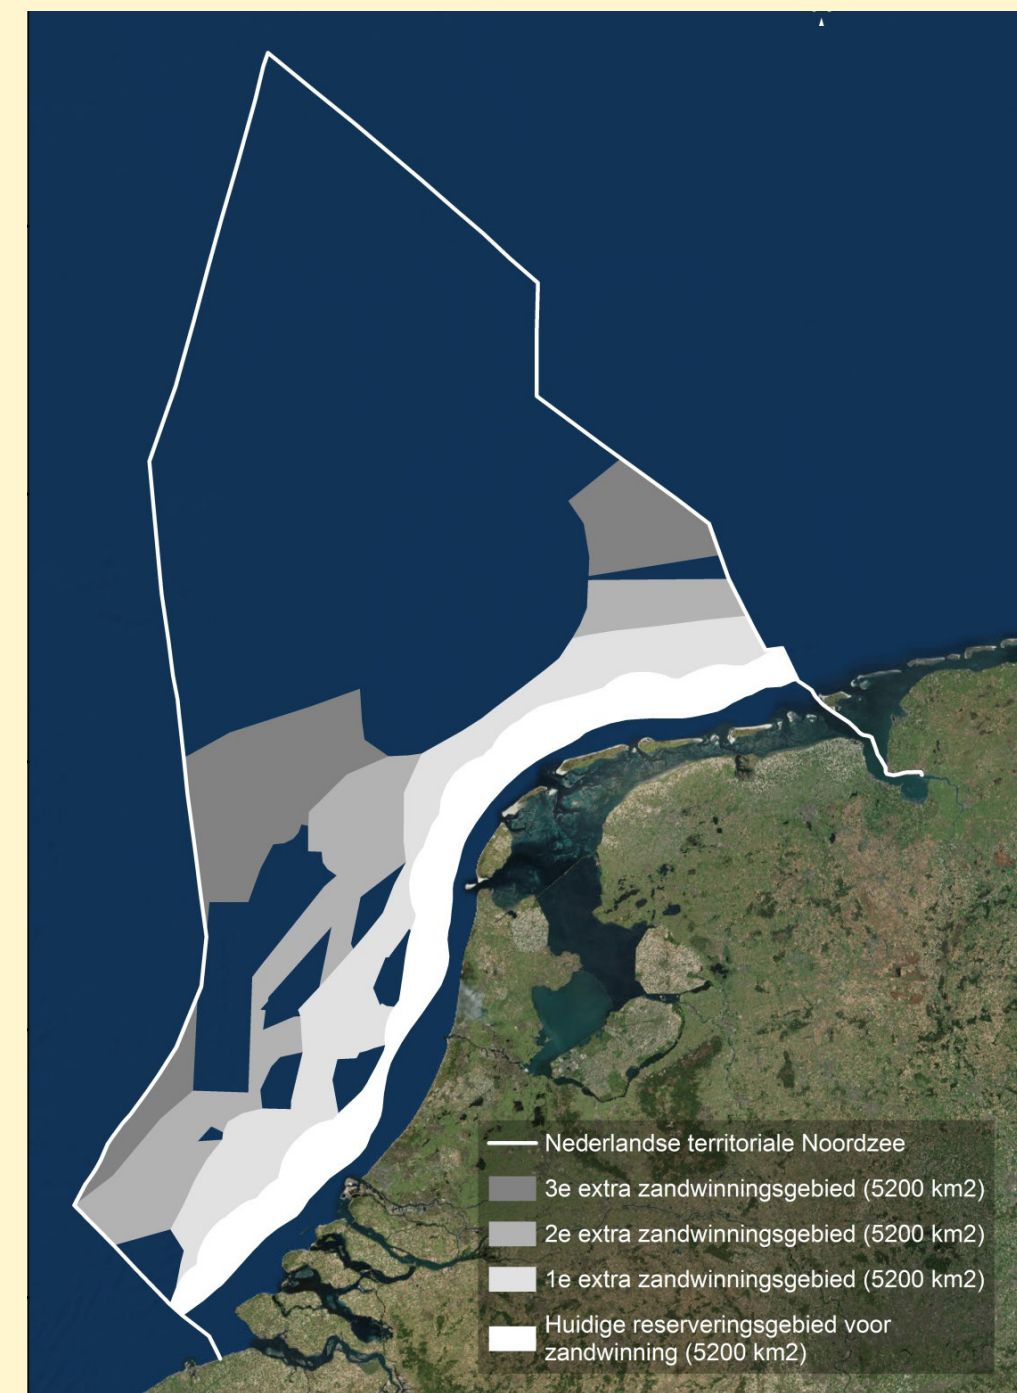 Nederlandse territoriale Noordzee
3e extra zandwinningsgebied (5200 km2)
2e extra zandwinningsgebied (5200 km2)
1e extra zandwinningsgebied (5200 km2)
Huidige reserveringsgebied voor
zandwinning (5200 km2)